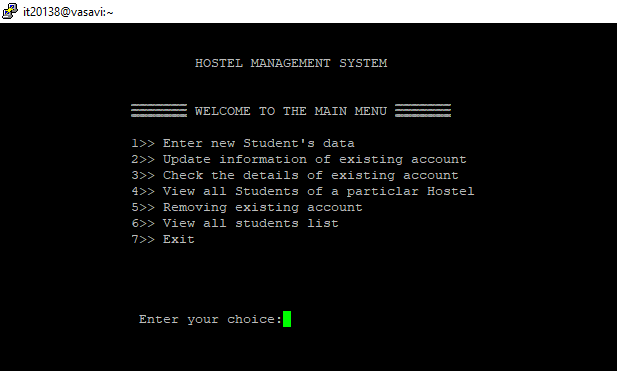 it20138@vasavi:~
HOSTEL MANAGEMENT SYSTEM
WELCOME TO THE MAIN MENU
1>> Enter new Student's data
2>> Update information of existing account
3>> Check the details of existing account
4>> View all Students of a particlar Hostel
5>> Removing existing account
6>> View all students list
7>> Exit
Enter your choice: